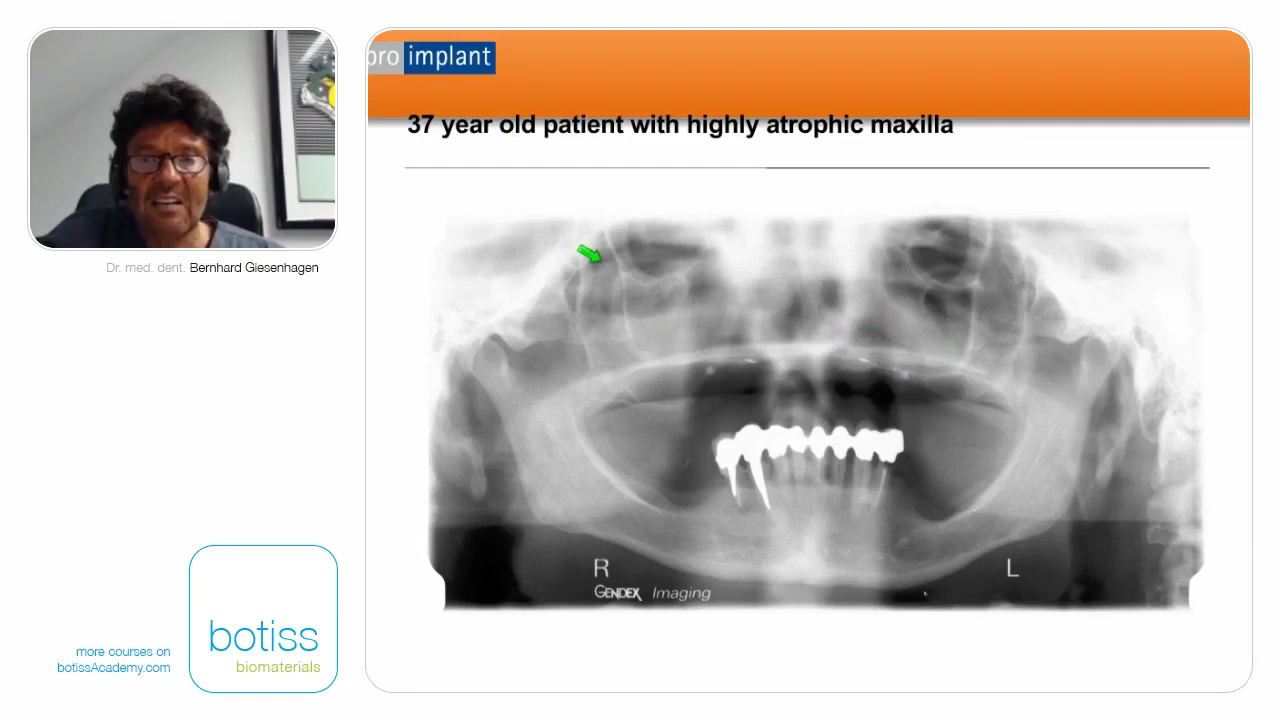 pro implant
37 year old patient with highly atrophic maxilla
Dr. med. dent. Bernhard Giesenhagen
R
L
GENDEX Imaging
botiss
biomaterials
more courses on
botissAcademy.com